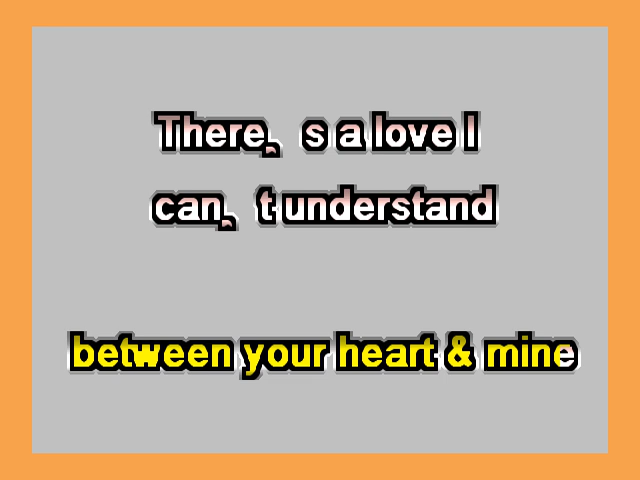 There、s a love I
can、t understand
between your heart & mine